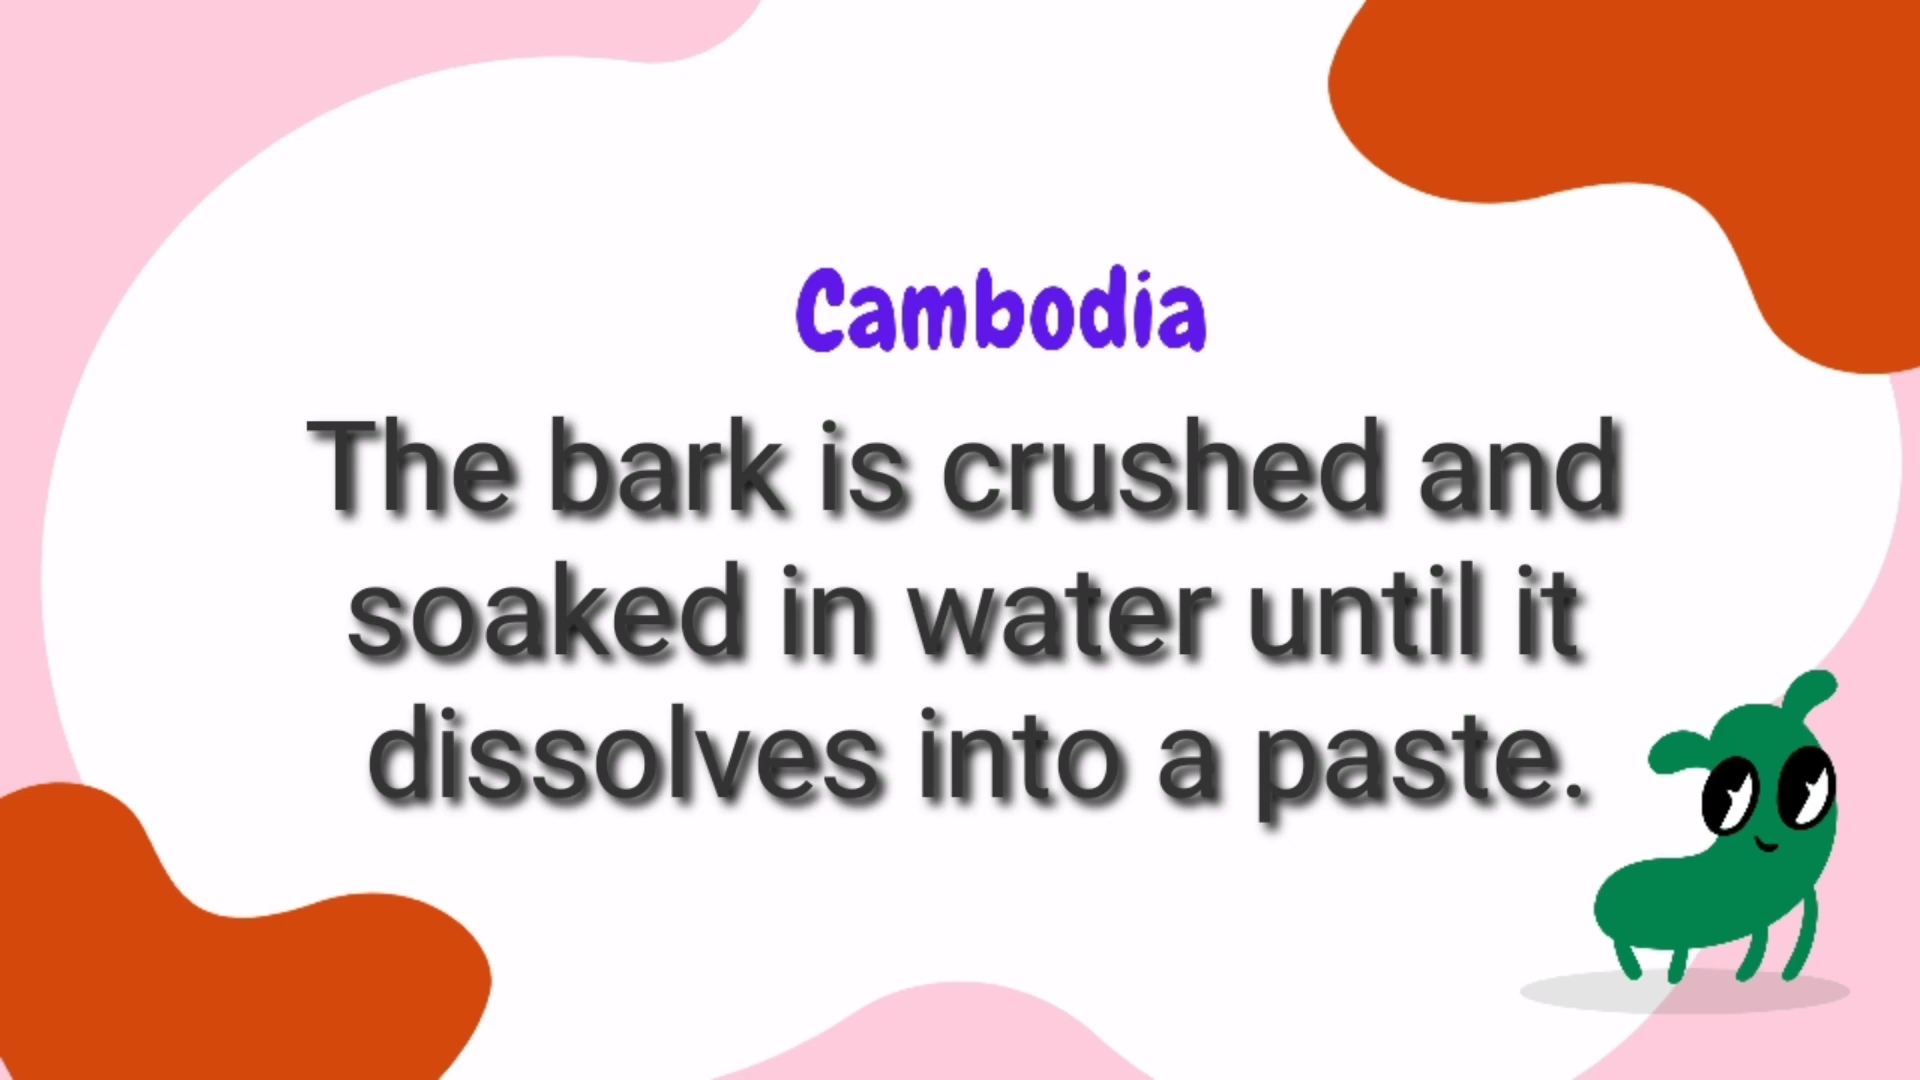 Cambodia
The bark is crushed and
soaked in water until it
dissolves into a paste.